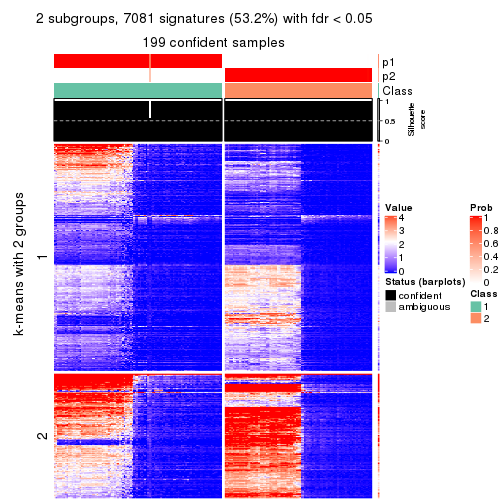 2 subgroups, 7081 signatures (53.2%) with fdr < 0.05
199 confident samples
p1
p2
Class
1
0.5
0
Silhouette
score
k-means with 2 groups
1
2
Value
4
3
2
1
0
Status (barplots)
confident
ambiguous
Prob
1
0.8
0.6
0.4
0.2
0
Class
1
2